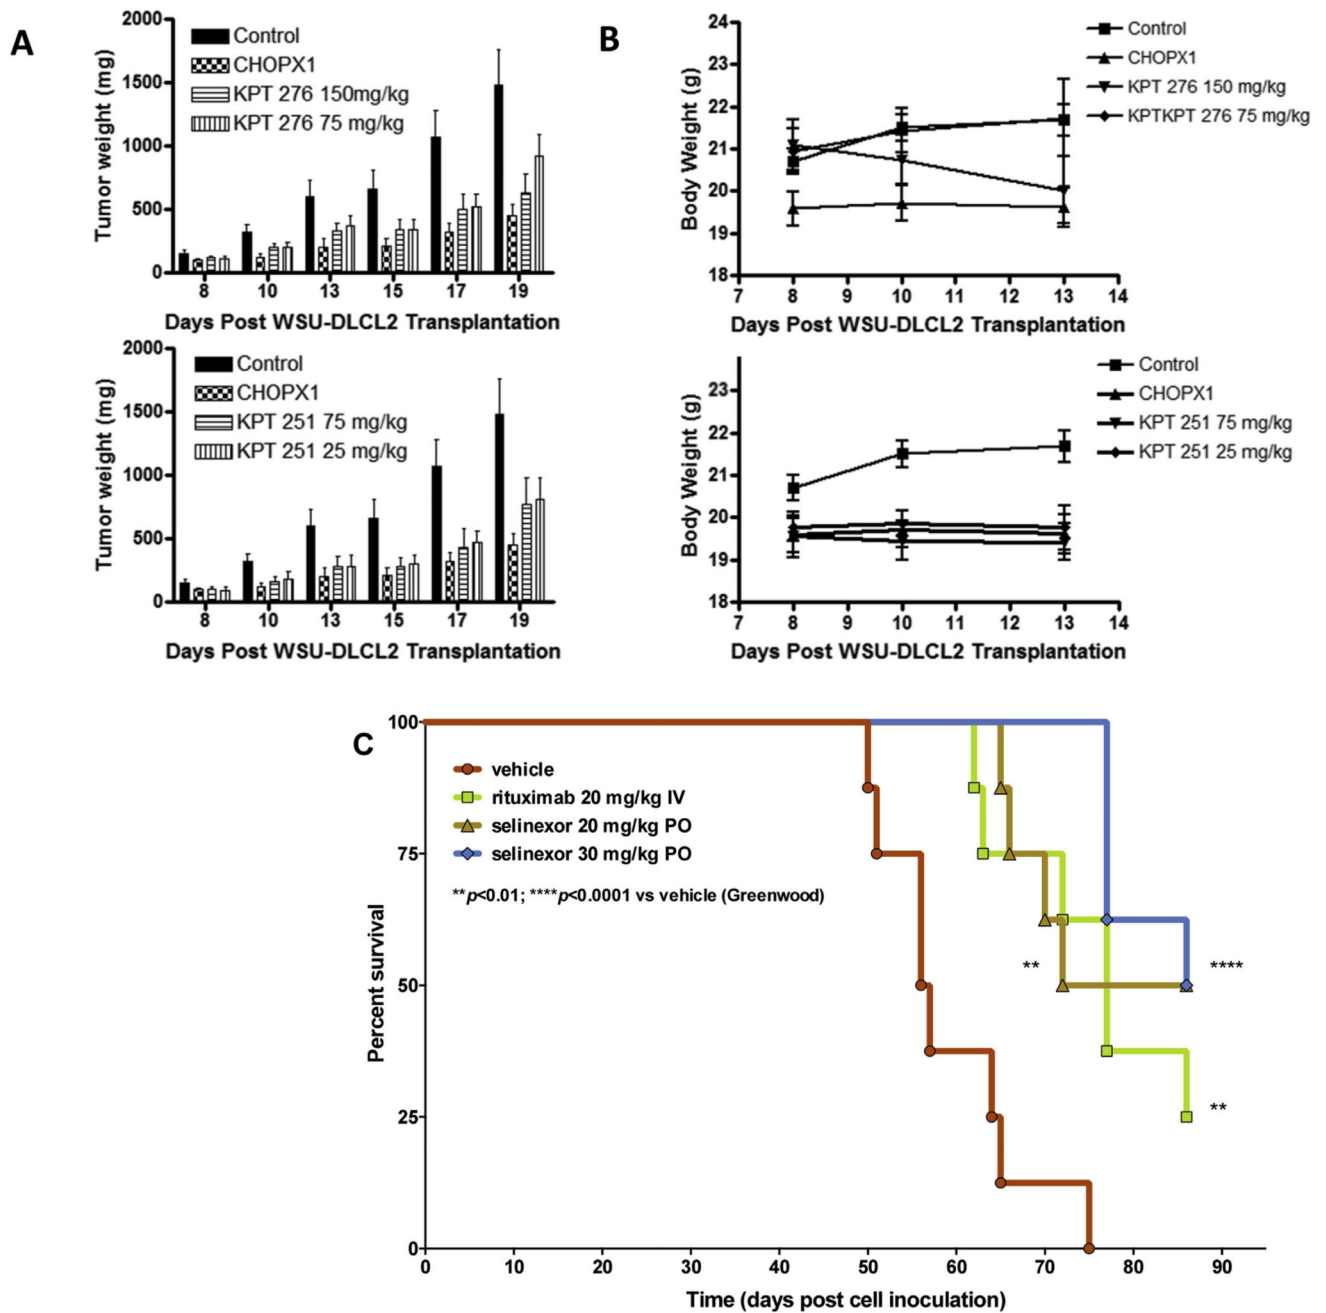 A
Tumor weight (mg)
2000
1500
1000
500
0
Control
CHOPX1
KPT 276 150mg/kg
KPT 276 75 mg/kg
8 10 13 15 17 19
Days Post WSU-DLCL2 Transplantation
Tumor weight (mg)
2000
1500
1000
500
0
Control
CHOPX1
KPT 251 75 mg/kg
KPT 251 25 mg/kg
8 10 13 15 17 19
Days Post WSU-DLCL2 Transplantation
B
Body Weight (g)
24
23
22
21
20
19
18
Control
CHOPX1
KPT 276 150 mg/kg
KPTKPT 276 75 mg/kg
7 8 9 10 11 12 13 14
Days Post WSU-DLCL2 Transplantation
Body Weight (g)
23
22
21
20
19
18
Control
CHOPX1
KPT 251 75 mg/kg
KPT 251 25 mg/kg
7 8 9 10 11 12 13 14
Days Post WSU-DLCL2 Transplantation
C
Percent survival
100
75
50
25
0
vehicle
rituximab 20 mg/kg IV
selinexor 20 mg/kg PO
selinexor 30 mg/kg PO
**p<0.01; ****p<0.0001 vs vehicle (Greenwood)
**
****
**
0 10 20 30 40 50 60 70 80 90
Time (days post cell inoculation)